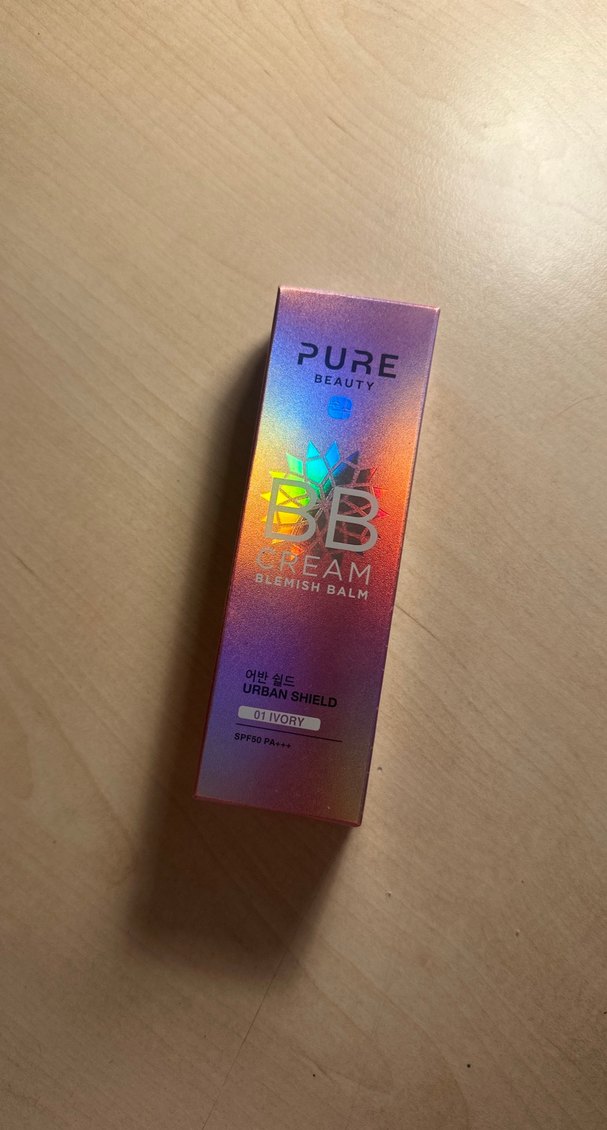 PURE
BEAUTY
BB
CREAM
BLEMISH BALM
어반 쉴드
URBAN SHIELD
01 IVORY
SPF50 PA+++